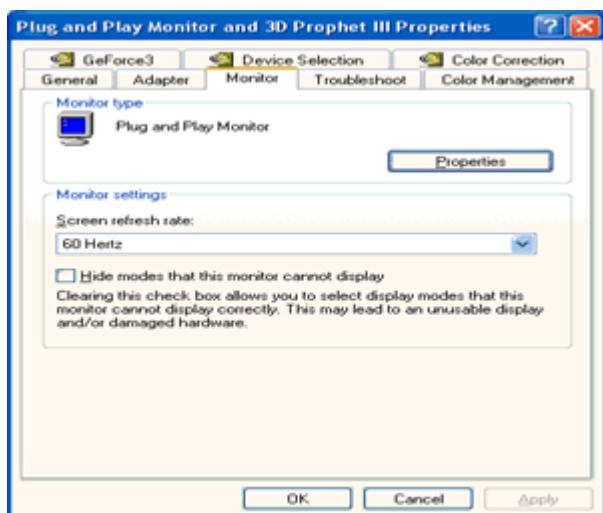 Plug and Play Monitor and 3D Prophet III Properties
GeForce3 Device Selection Color Correction
General Adapter Monitor Troubleshoot Color Management
Monitor type
Plug and Play Monitor
Properties
Monitor settings
Screen refresh rate:
60 Hertz
Hide modes that this monitor cannot display
Clearing this check box allows you to select display modes that this
monitor cannot display correctly. This may lead to an unusable display
and/or damaged hardware.
OK Cancel Apply